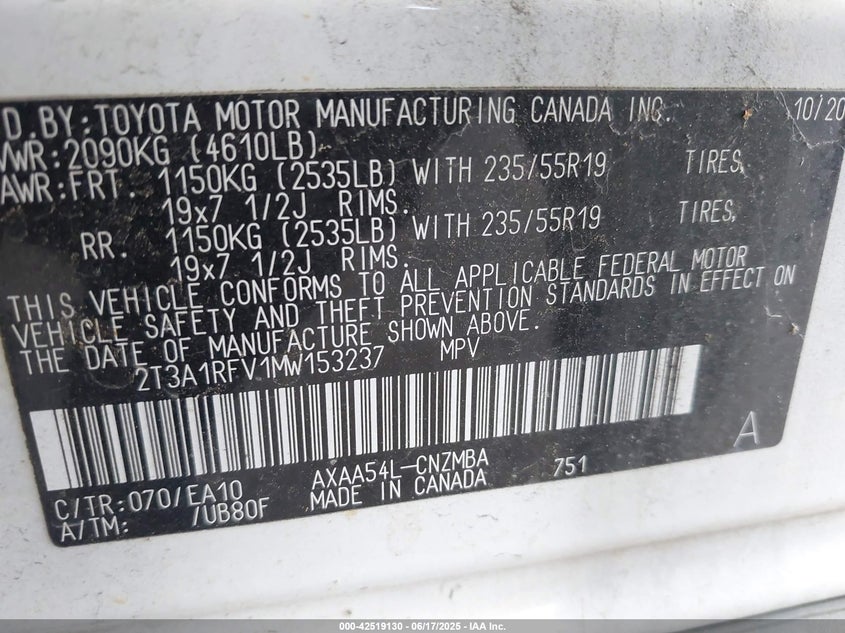 D. BY: TOYOTA MOTOR MANUFACTURING CANADA INC. 10/20
VWR: 2090KG (4610LB)
AWR: FRT. 1150KG (2535LB) WITH 235/55R19 TIRES,
19x7 1/2J RIMS.
RR. 1150KG (2535LB) WITH 235/55R19 TIRES,
19x7 1/2J RIMS.
THIS VEHICLE CONFORMS TO ALL APPLICABLE FEDERAL MOTOR
VEHICLE SAFETY AND THEFT PREVENTION STANDARDS IN EFFECT ON
THE DATE OF MANUFACTURE SHOWN ABOVE.
2T3A1RFV1MW153237 MPV
A
C/TR: 070/EA10 AXAA54L-CNZMBA 751
A/TM: /UB80F MADE IN CANADA
000-42519130 - 06/17/2025 - IAA Inc.